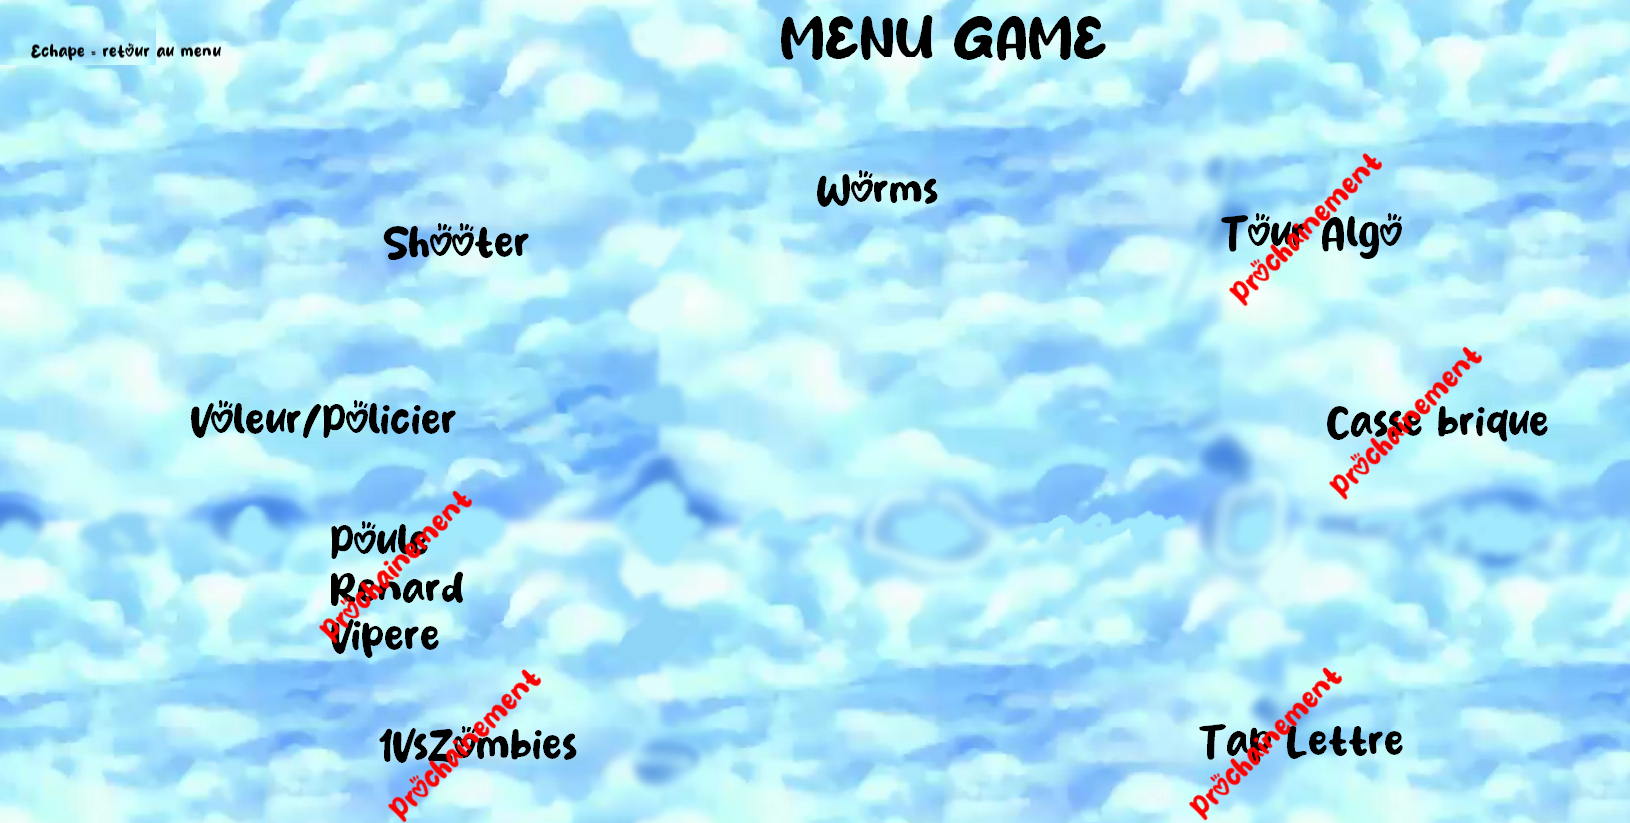 MENU GAME
Echape = retour au menu
Worms
Shooter
Tour Algo
Prochainement
Voleur/Policier
Casse brique
Prochainement
Pouls
Renard
Vipere
Prochainement
1VsZombies
Prochainement
Tap Lettre
Prochainement